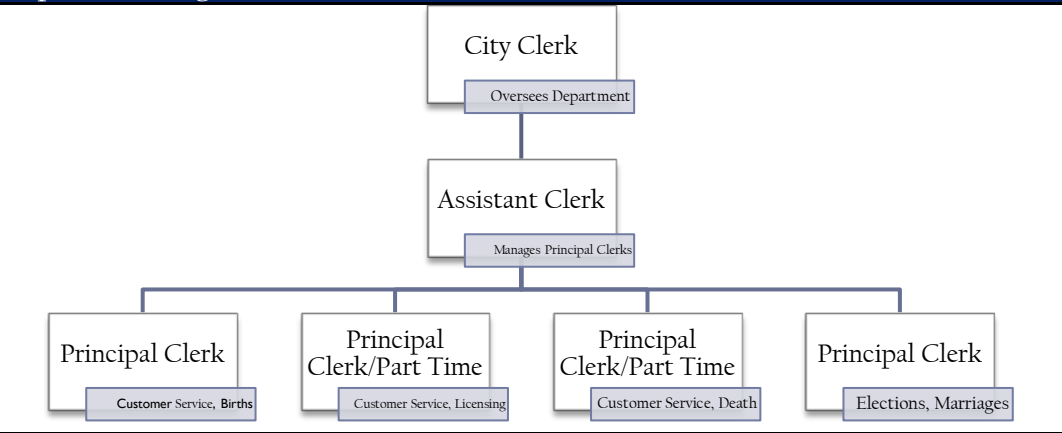 City Clerk
Oversees Department
Assistant Clerk
Manages Principal Clerks
Principal Clerk
Customer Service, Births
Principal
Clerk/Part Time
Customer Service, Licensing
Principal
Clerk/Part Time
Customer Service, Death
Principal Clerk
Elections, Marriages